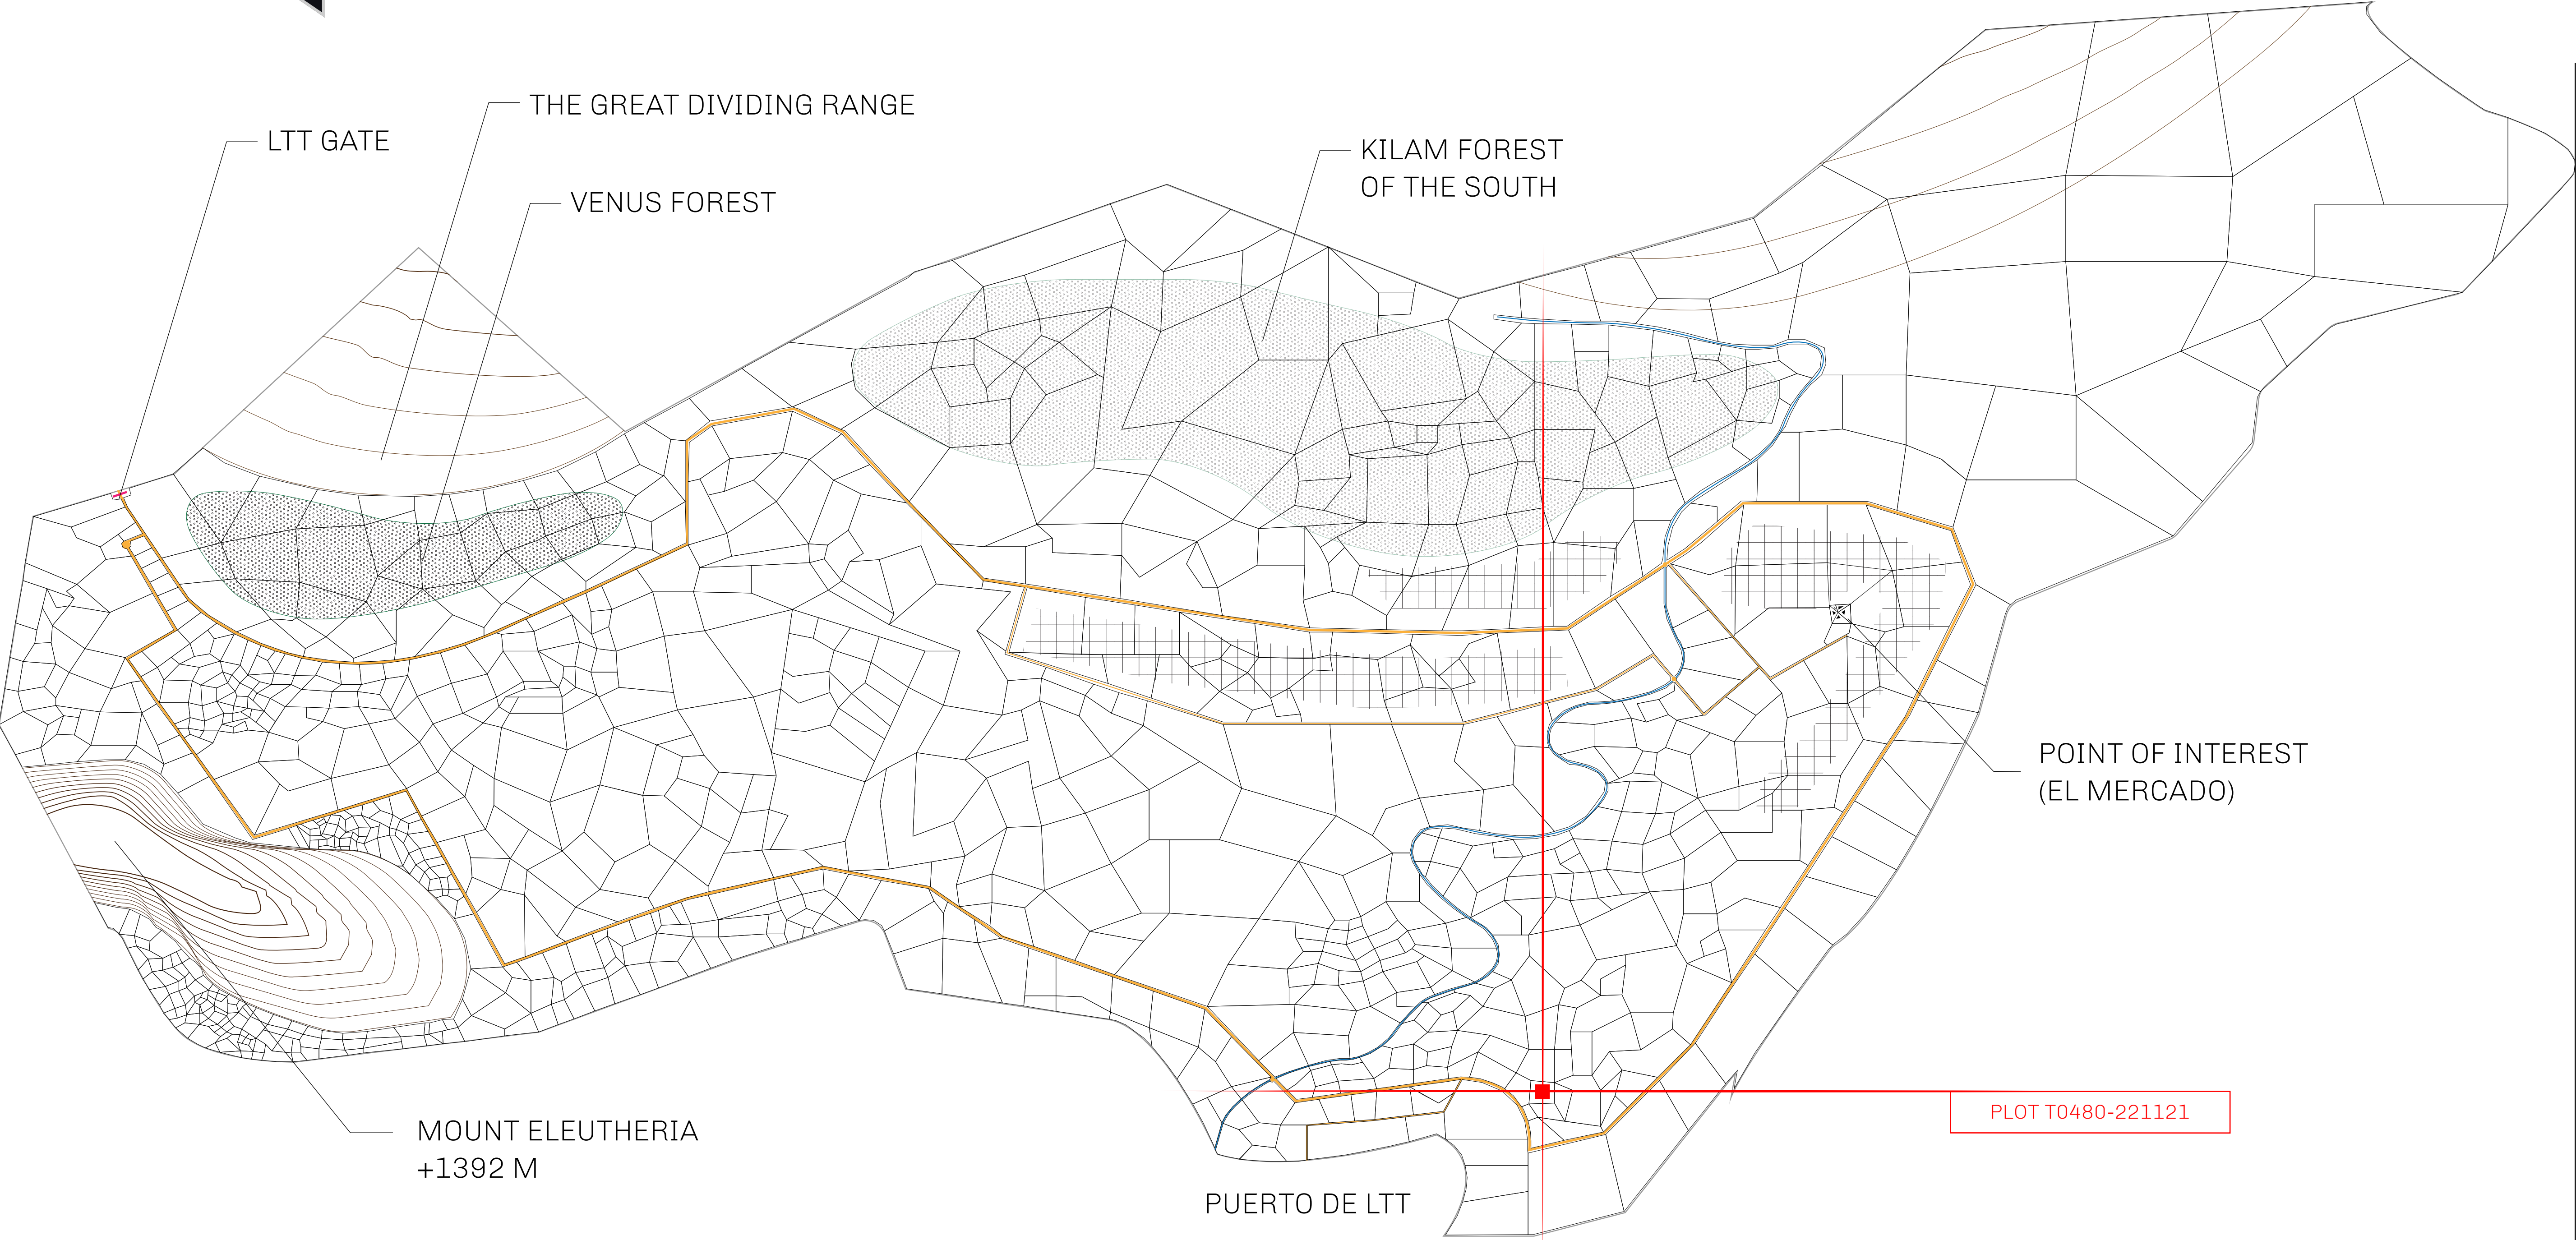 THE GREAT DIVIDING RANGE
LTT GATE
KILAM FOREST
OF THE SOUTH
VENUS FOREST
POINT OF INTEREST
(EL MERCADO)
PLOT T0480-221121
MOUNT ELEUTHERIA
+1392 M
PUERTO DE LTT